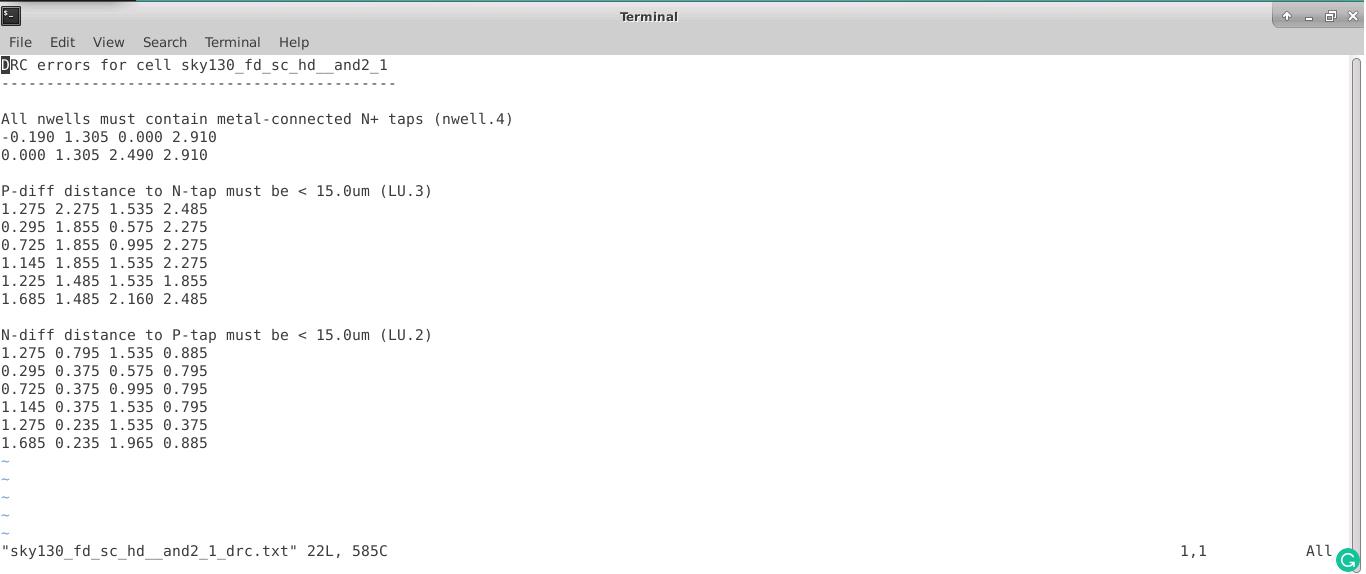 Terminal
File Edit View Search Terminal Help
DRC errors for cell sky130_fd_sc_hd__and2_1
--------------------------------------------
All nwells must contain metal-connected N+ taps (nwell.4)
-0.190 1.305 0.000 2.910
0.000 1.305 2.490 2.910
P-diff distance to N-tap must be < 15.0um (LU.3)
1.275 2.275 1.535 2.485
0.295 1.855 0.575 2.275
0.725 1.855 0.995 2.275
1.145 1.855 1.535 2.275
1.225 1.485 1.535 1.855
1.685 1.485 2.160 2.485
N-diff distance to P-tap must be < 15.0um (LU.2)
1.275 0.795 1.535 0.885
0.295 0.375 0.575 0.795
0.725 0.375 0.995 0.795
1.145 0.375 1.535 0.795
1.275 0.235 1.535 0.375
1.685 0.235 1.965 0.885
~
~
~
~
~
"sky130_fd_sc_hd__and2_1_drc.txt" 22L, 585C 1,1 All